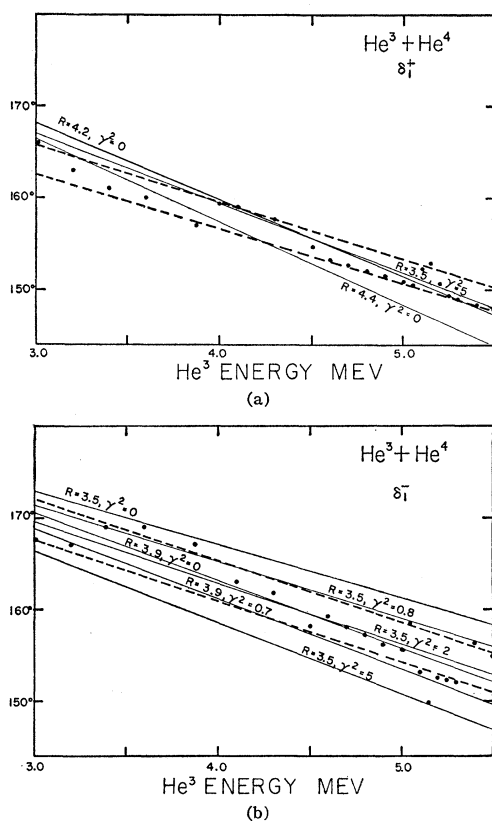 He³ + He⁴
δ₁⁺
170°
160°
150°
R=4.2, γ²=0
R=3.5, γ²=5
R=4.4, γ²=0
3.0 4.0 5.0
He³ ENERGY MEV
(a)
He³ + He⁴
δ₁⁻
170°
160°
150°
R=3.5, γ²=0
R=3.9, γ²=0
R=3.9, γ²=0.7
R=3.5, γ²=0.8
R=3.5, γ²=2
R=3.5, γ²=5
3.0 4.0 5.0
He³ ENERGY MEV
(b)